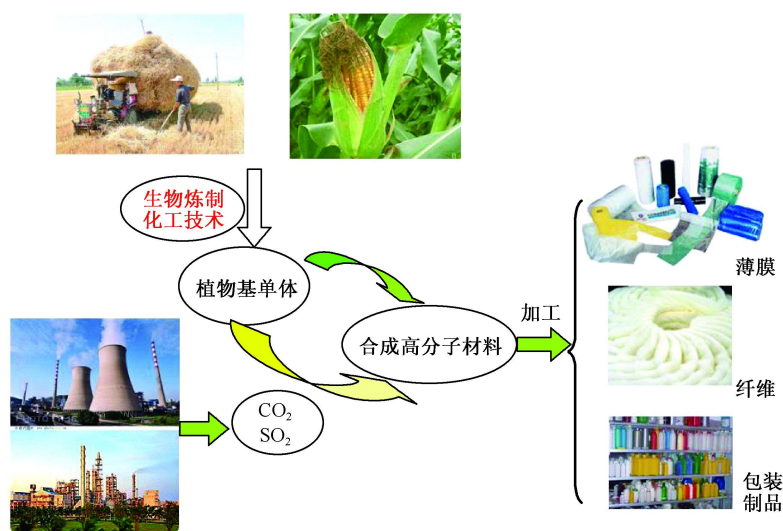 生物炼制
化工技术
植物基单体
合成高分子材料
加工
薄膜
纤维
CO₂
SO₂
包装
制品